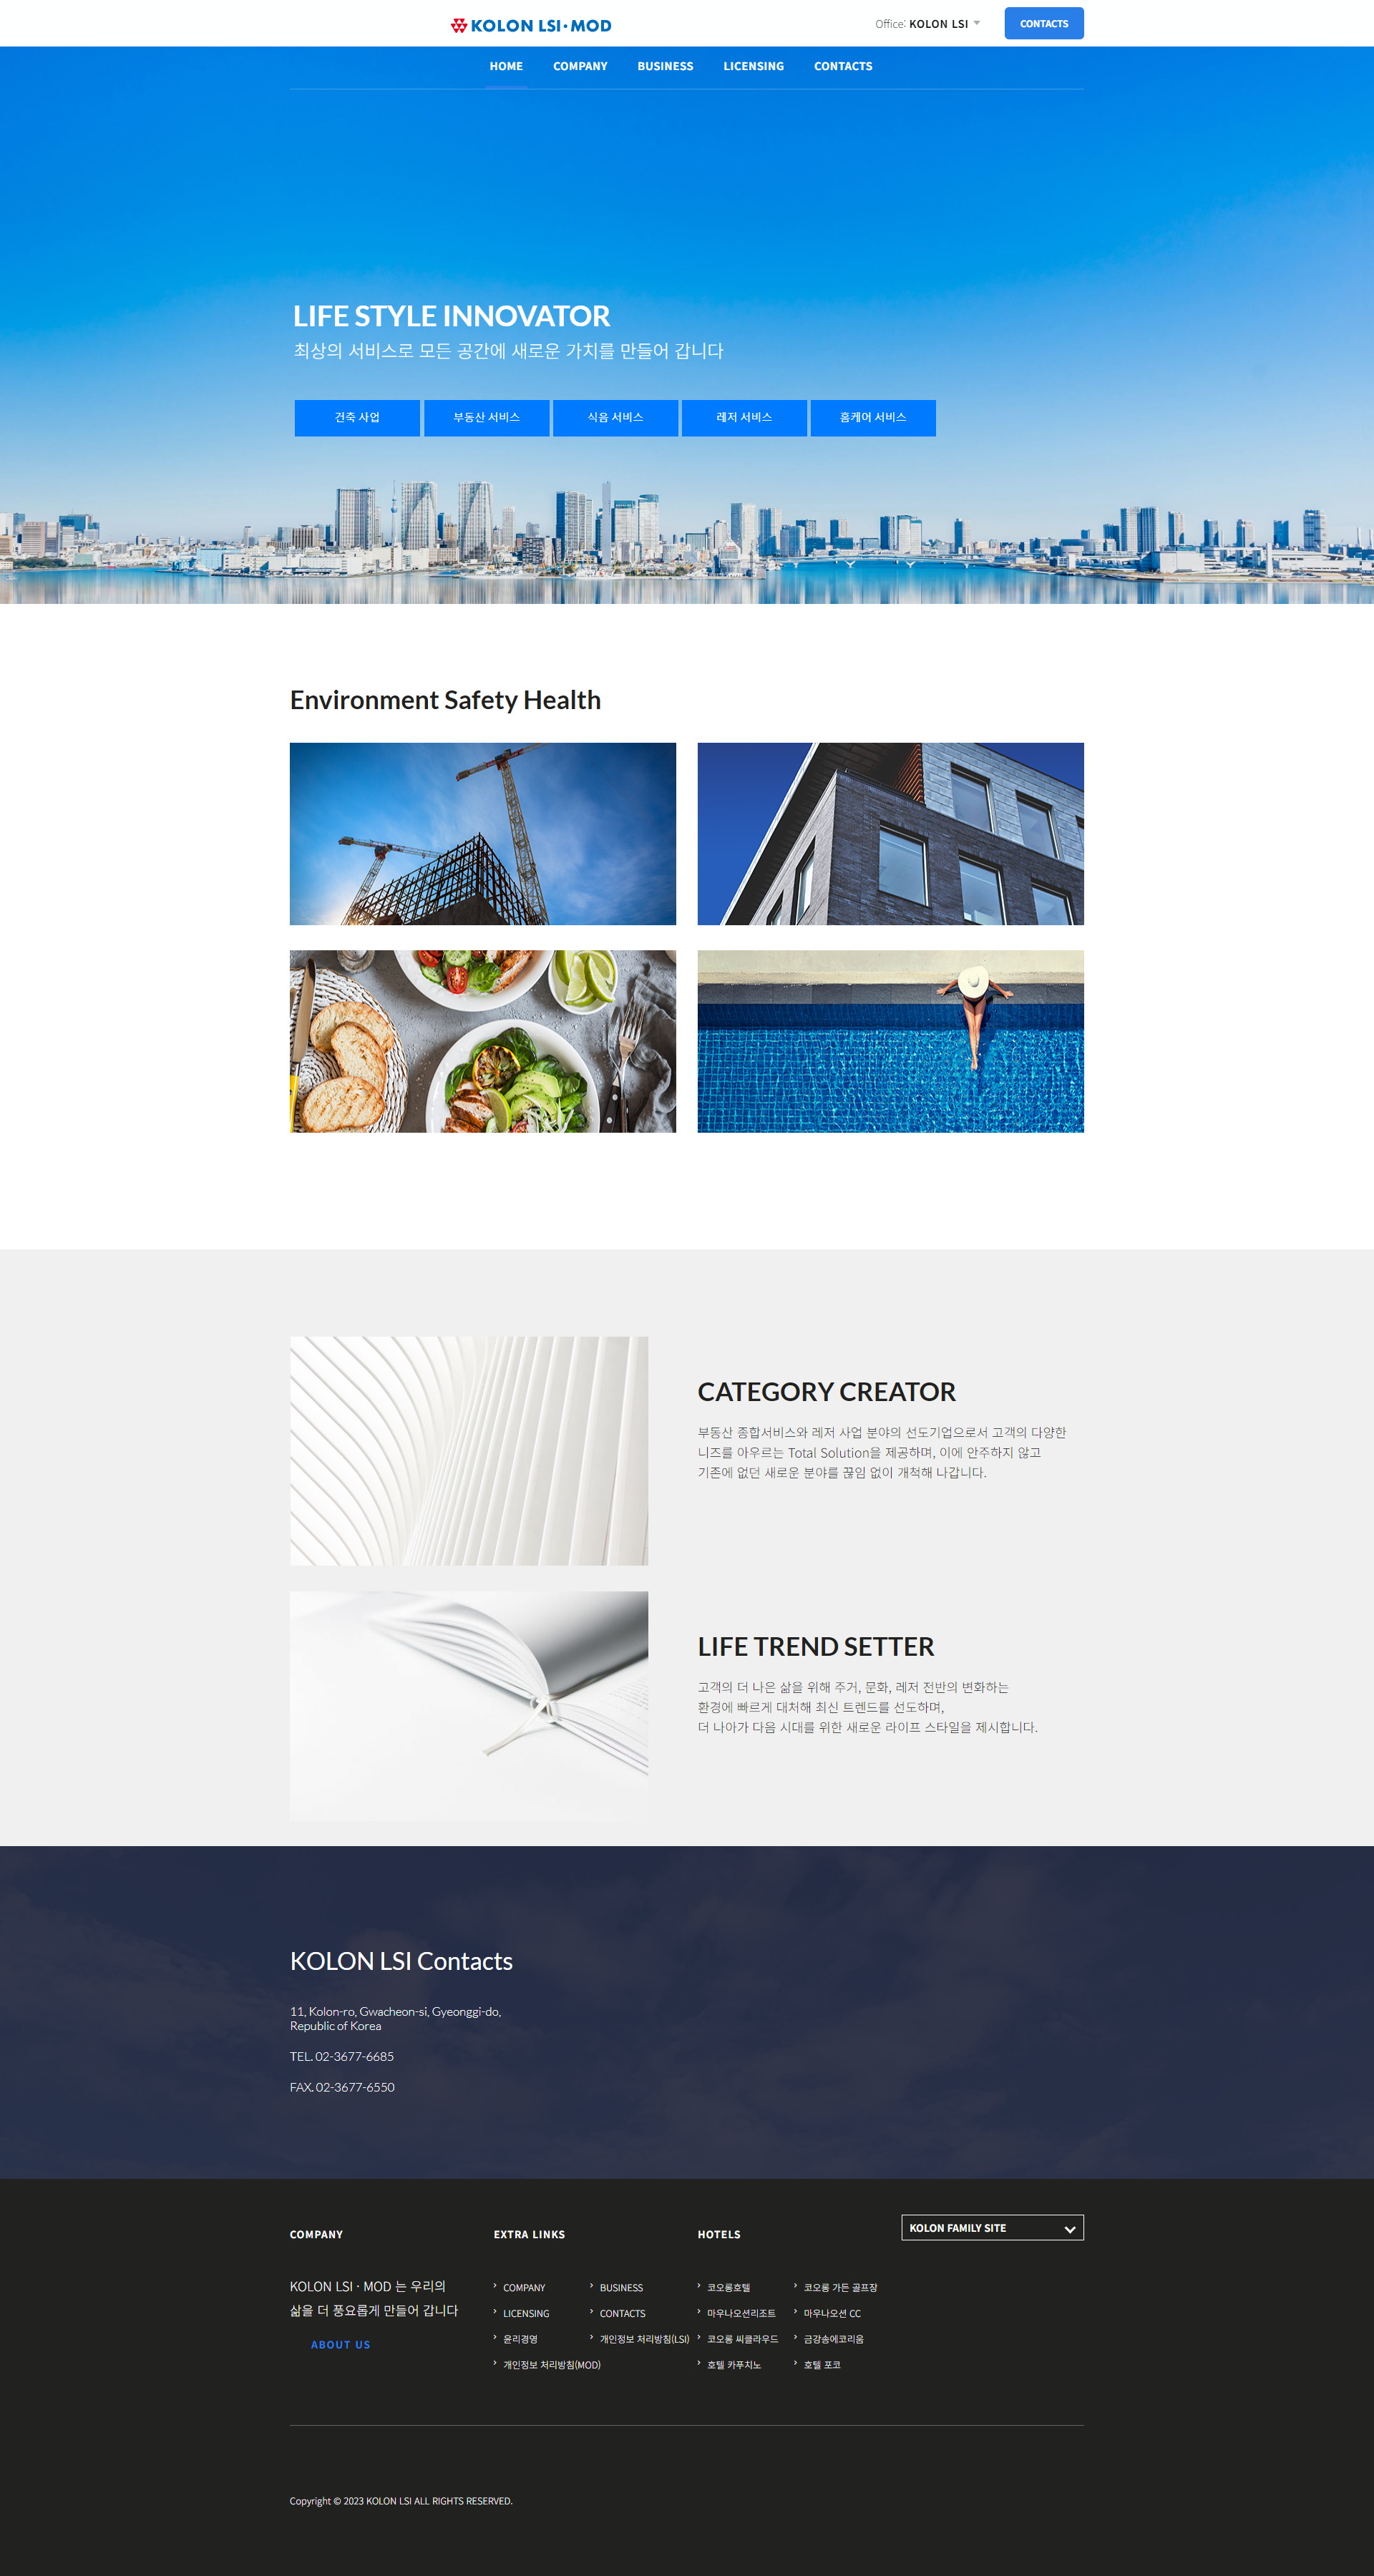 KOLON LSI·MOD
Office: KOLON LSI
CONTACTS
HOME COMPANY BUSINESS LICENSING CONTACTS
LIFE STYLE INNOVATOR
최상의 서비스로 모든 공간에 새로운 가치를 만들어 갑니다
건축 사업 부동산 서비스 식음 서비스 레저 서비스 홈케어 서비스
Environment Safety Health
CATEGORY CREATOR
부동산 종합서비스와 레저 사업 분야의 선도기업으로서 고객의 다양한
니즈를 아우르는 Total Solution을 제공하며, 이에 안주하지 않고
기존에 없던 새로운 분야를 끊임 없이 개척해 나갑니다.
LIFE TREND SETTER
고객의 더 나은 삶을 위해 주거, 문화, 레저 전반의 변화하는
환경에 빠르게 대처해 최신 트렌드를 선도하며,
더 나아가 다음 시대를 위한 새로운 라이프 스타일을 제시합니다.
KOLON LSI Contacts
11, Kolon-ro, Gwacheon-si, Gyeonggi-do,
Republic of Korea
TEL. 02-3677-6685
FAX. 02-3677-6550
COMPANY
KOLON LSI · MOD 는 우리의
삶을 더 풍요롭게 만들어 갑니다
ABOUT US
EXTRA LINKS
COMPANY BUSINESS
LICENSING CONTACTS
윤리경영 개인정보 처리방침(LSI)
개인정보 처리방침(MOD)
HOTELS
코오롱호텔 코오롱 가든 골프장
마우나오션리조트 마우나오션 CC
코오롱 씨클라우드 금강송에코리움
호텔 카푸치노 호텔 포코
KOLON FAMILY SITE
Copyright © 2023 KOLON LSI ALL RIGHTS RESERVED.